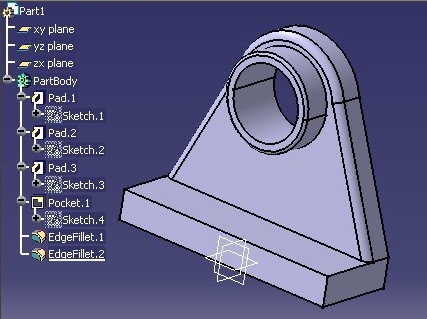 Part1
xy plane
yz plane
zx plane
PartBody
Pad.1
Sketch.1
Pad.2
Sketch.2
Pad.3
Sketch.3
Pocket.1
Sketch.4
EdgeFillet.1
EdgeFillet.2